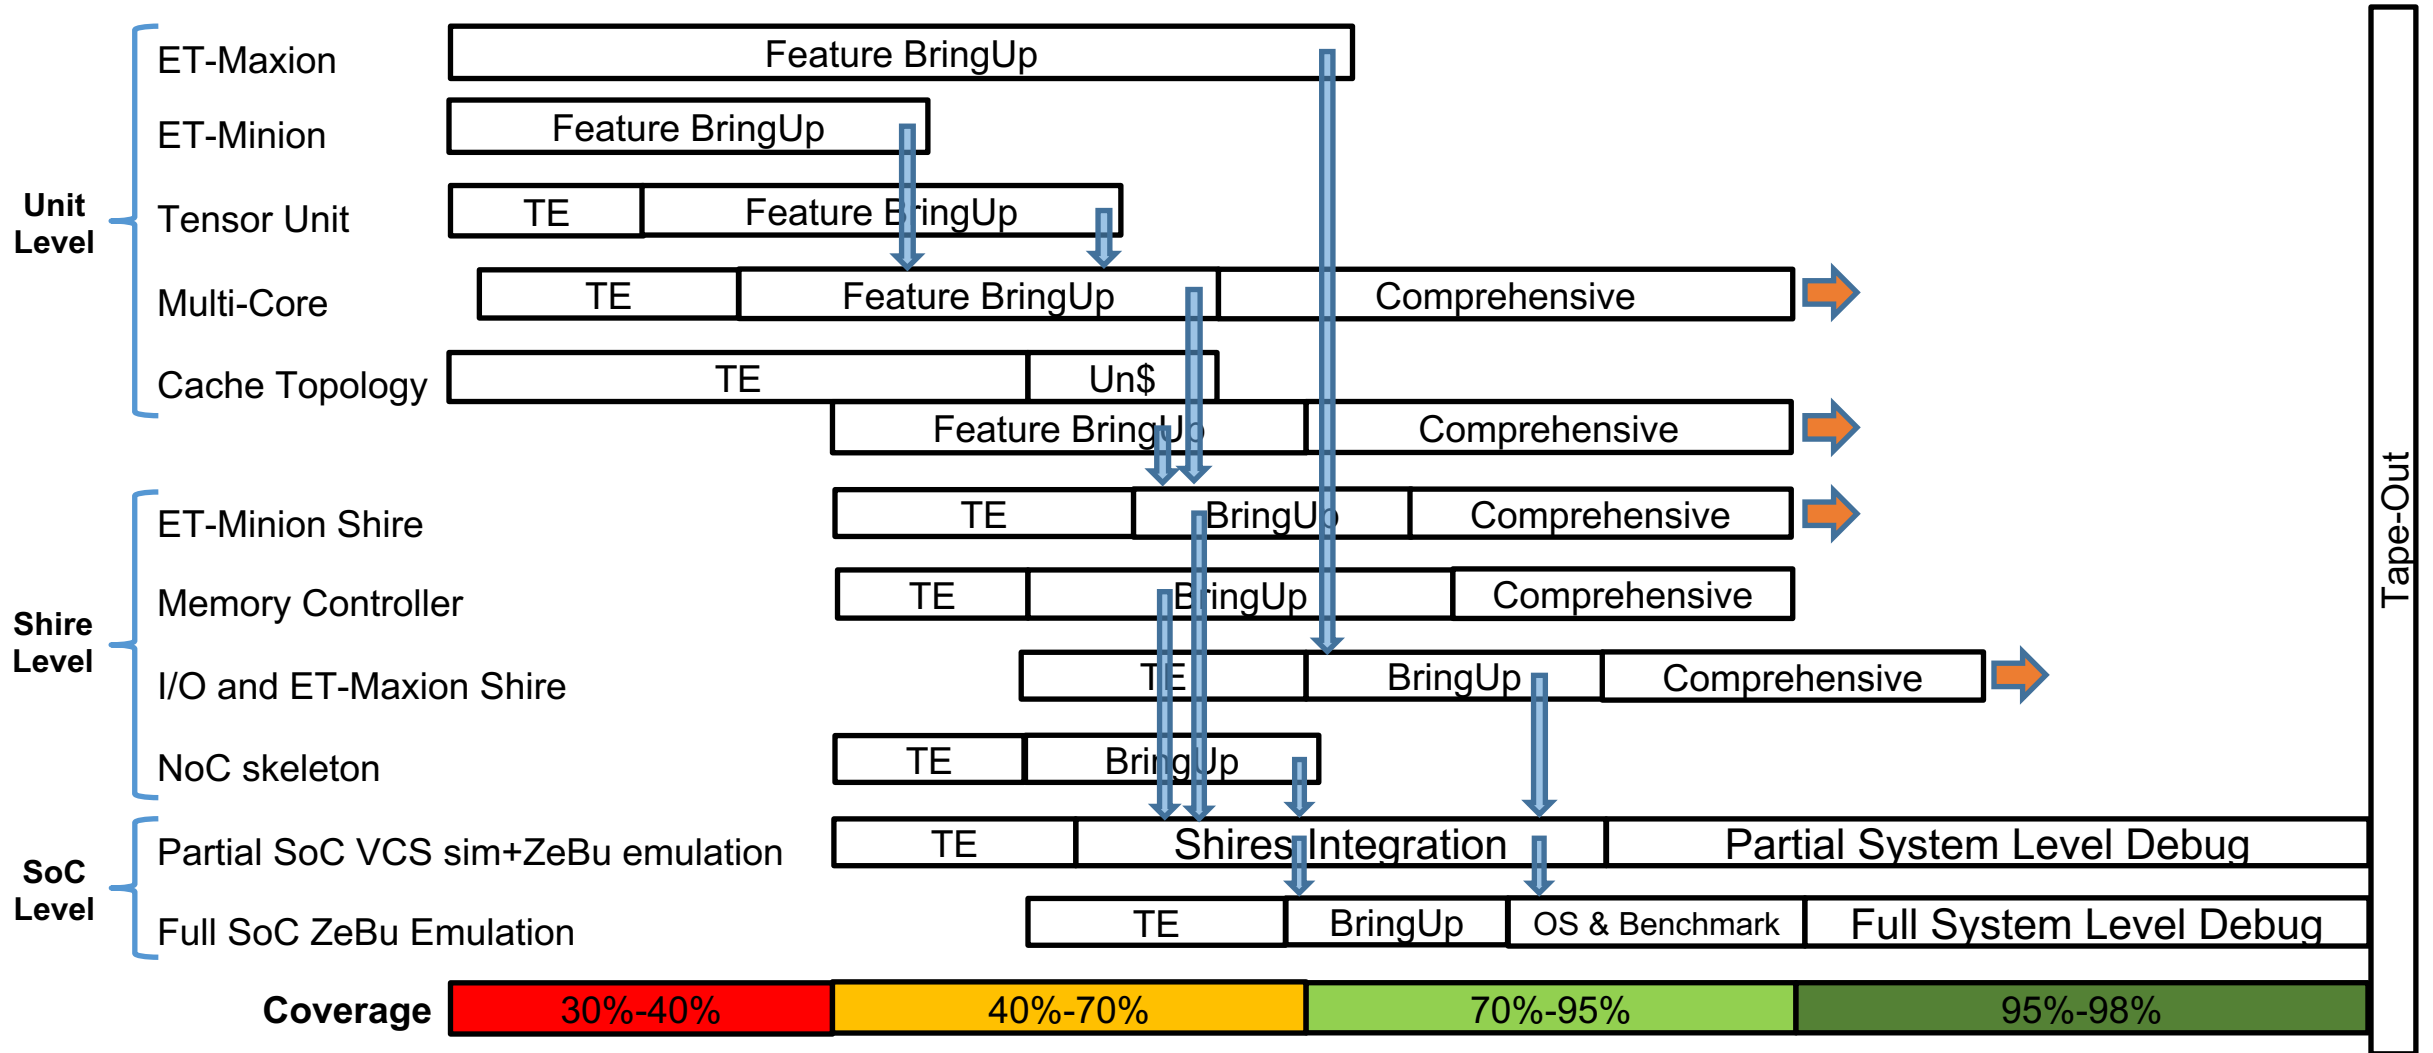 ET-Maxion
Feature BringUp
ET-Minion
Feature BringUp
Unit
Level
Tensor Unit
TE
Feature BringUp
Multi-Core
TE
Feature BringUp
Comprehensive
Cache Topology
TE
Un$
Feature BringUp
Comprehensive
ET-Minion Shire
TE
BringUp
Comprehensive
Shire
Level
Memory Controller
TE
BringUp
Comprehensive
I/O and ET-Maxion Shire
TE
BringUp
Comprehensive
NoC skeleton
TE
BringUp
SoC
Level
Partial SoC VCS sim+ZeBu emulation
TE
Shires Integration
Partial System Level Debug
Full SoC ZeBu Emulation
TE
BringUp
OS & Benchmark
Full System Level Debug
Tape-Out
Coverage
30%-40%
40%-70%
70%-95%
95%-98%